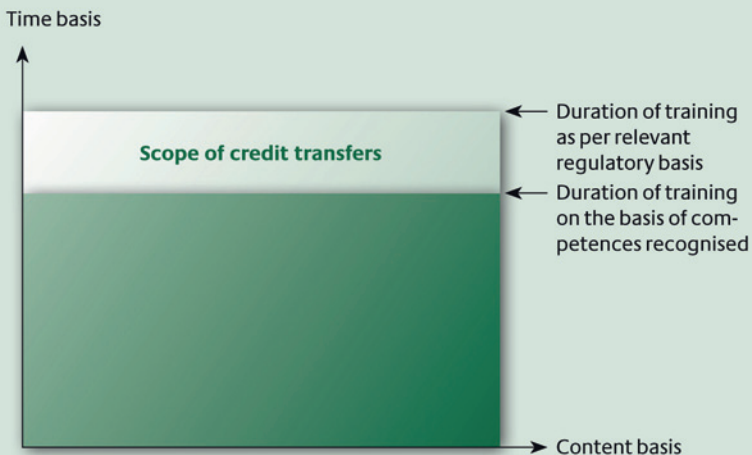 Time basis
Scope of credit transfers
Duration of training
as per relevant
regulatory basis
Duration of training
on the basis of com-
petences recognised
Content basis